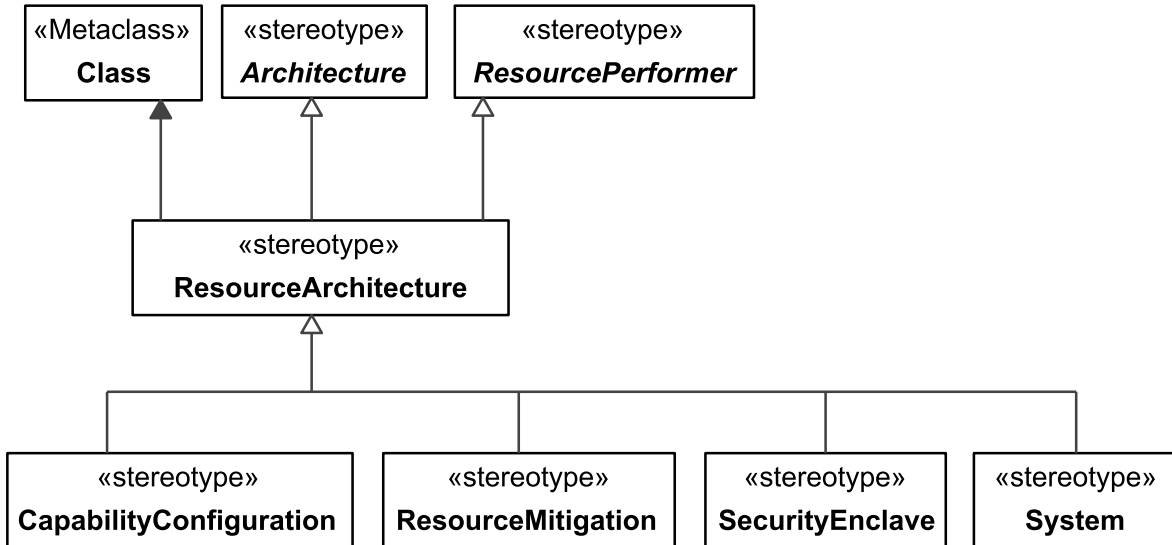 «Metaclass»
Class
«stereotype»
Architecture
«stereotype»
ResourcePerformer
«stereotype»
ResourceArchitecture
«stereotype»
CapabilityConfiguration
«stereotype»
ResourceMitigation
«stereotype»
SecurityEnclave
«stereotype»
System